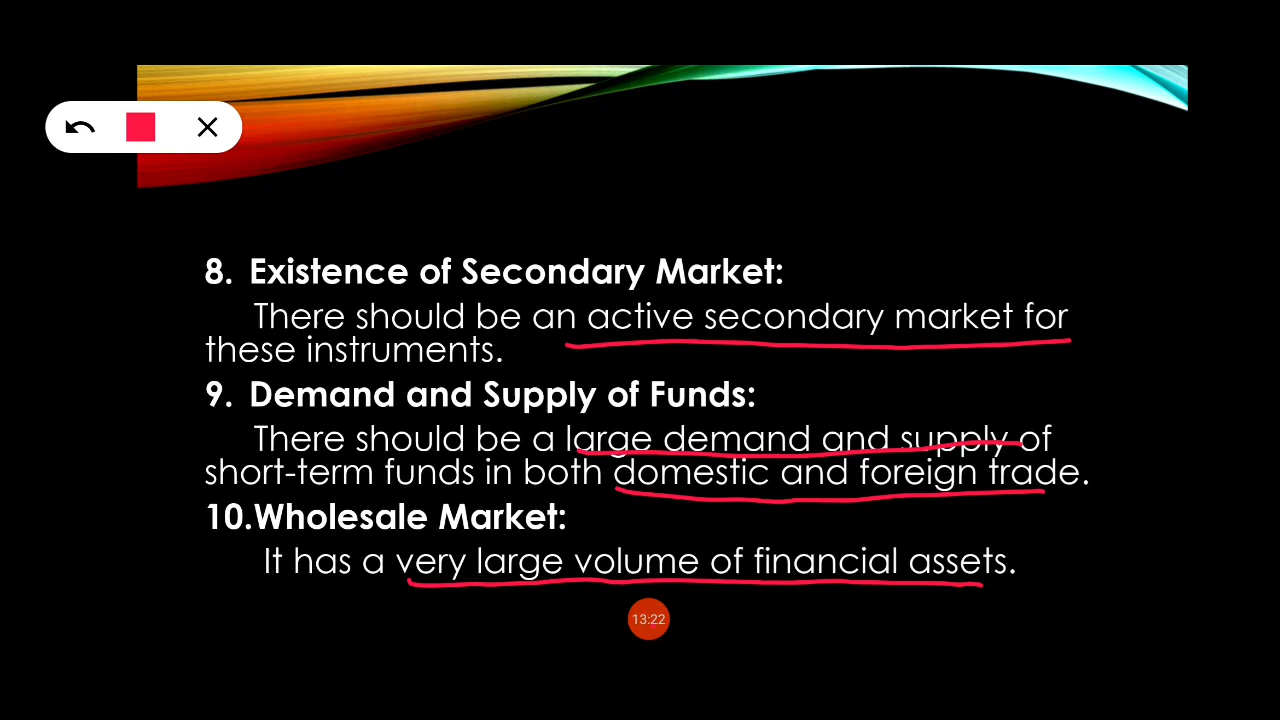 8. Existence of Secondary Market:
There should be an active secondary market for
these instruments.
9. Demand and Supply of Funds:
There should be a large demand and supply of
short-term funds in both domestic and foreign trade.
10.Wholesale Market:
It has a very large volume of financial assets.
13:22